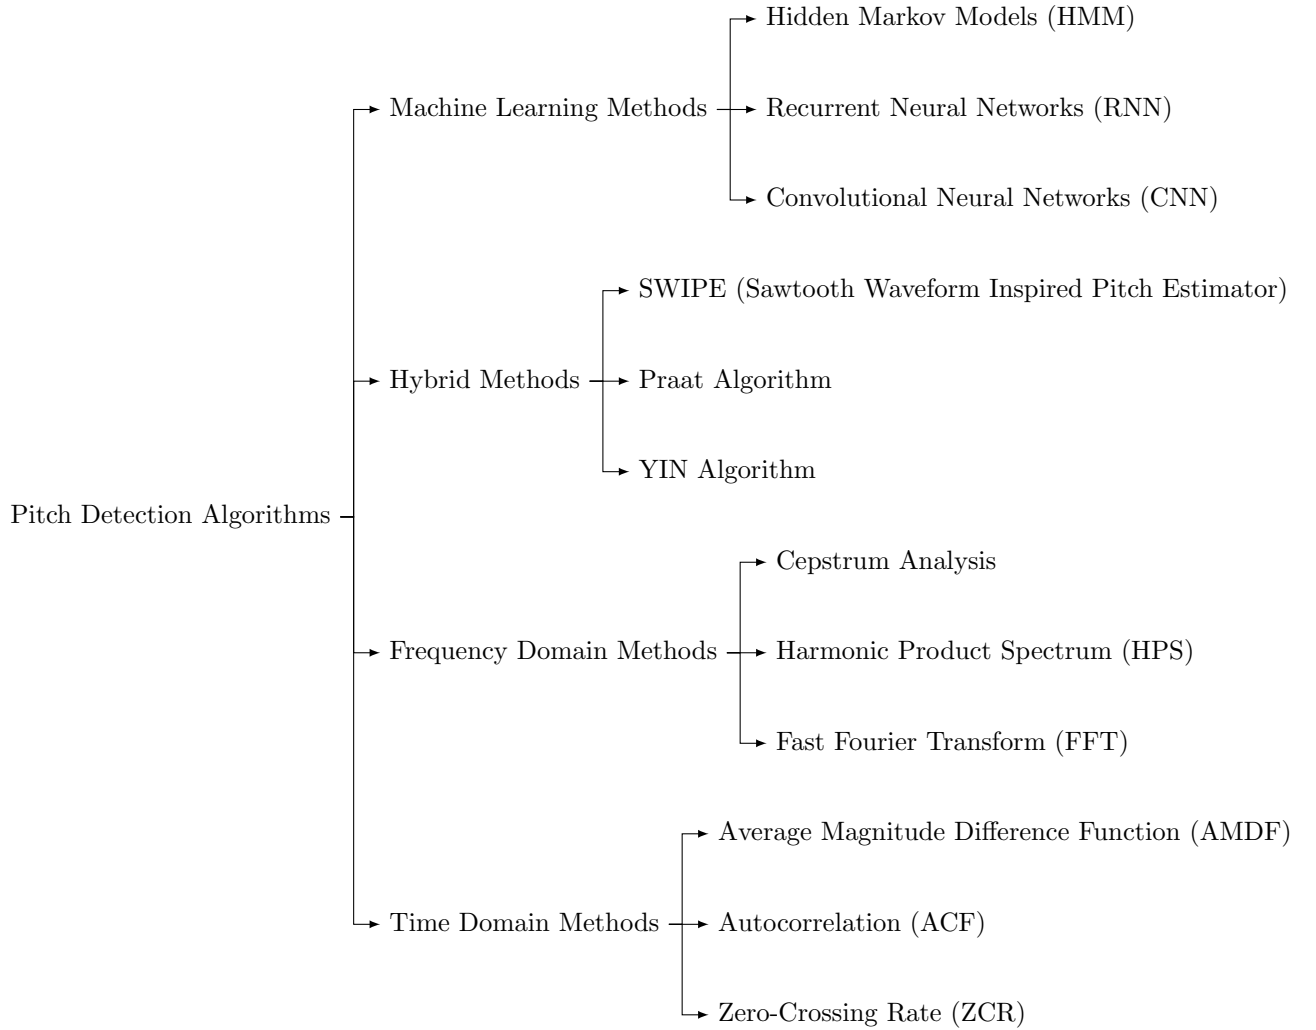 Pitch Detection Algorithms
Machine Learning Methods
Hidden Markov Models (HMM)
Recurrent Neural Networks (RNN)
Convolutional Neural Networks (CNN)
Hybrid Methods
SWIPE (Sawtooth Waveform Inspired Pitch Estimator)
Praat Algorithm
YIN Algorithm
Frequency Domain Methods
Cepstrum Analysis
Harmonic Product Spectrum (HPS)
Fast Fourier Transform (FFT)
Time Domain Methods
Average Magnitude Difference Function (AMDF)
Autocorrelation (ACF)
Zero-Crossing Rate (ZCR)